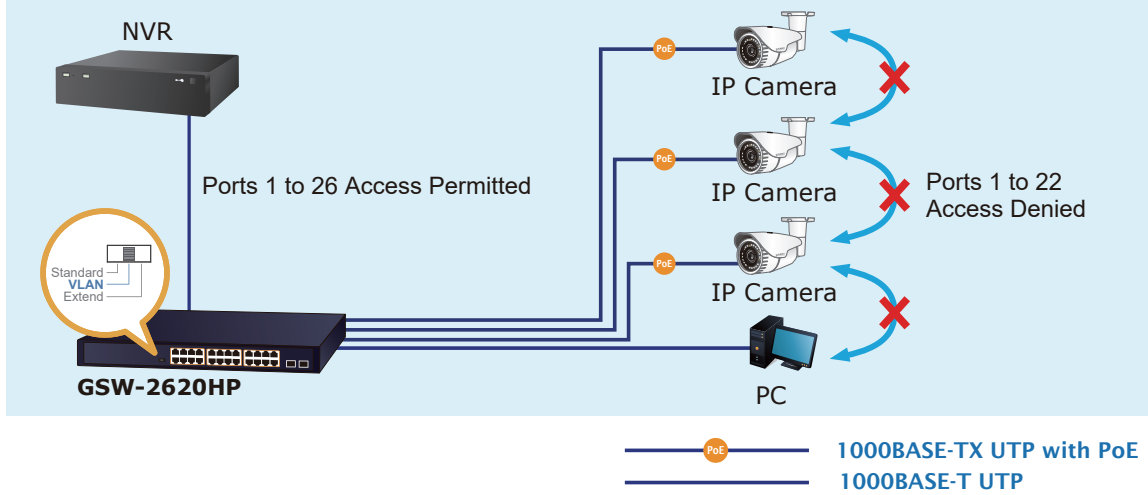 NVR
PoE
IP Camera
Ports 1 to 26 Access Permitted
PoE
IP Camera
Ports 1 to 22
Access Denied
PoE
IP Camera
Standard
VLAN
Extend
GSW-2620HP
PC
PoE
1000BASE-TX UTP with PoE
1000BASE-T UTP